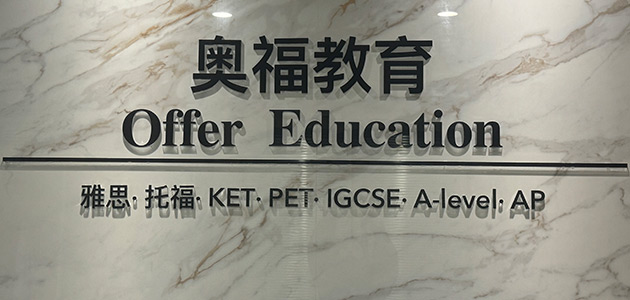 奥福教育
Offer Education
雅思· 托福· KET· PET· IGCSE· A-level· AP